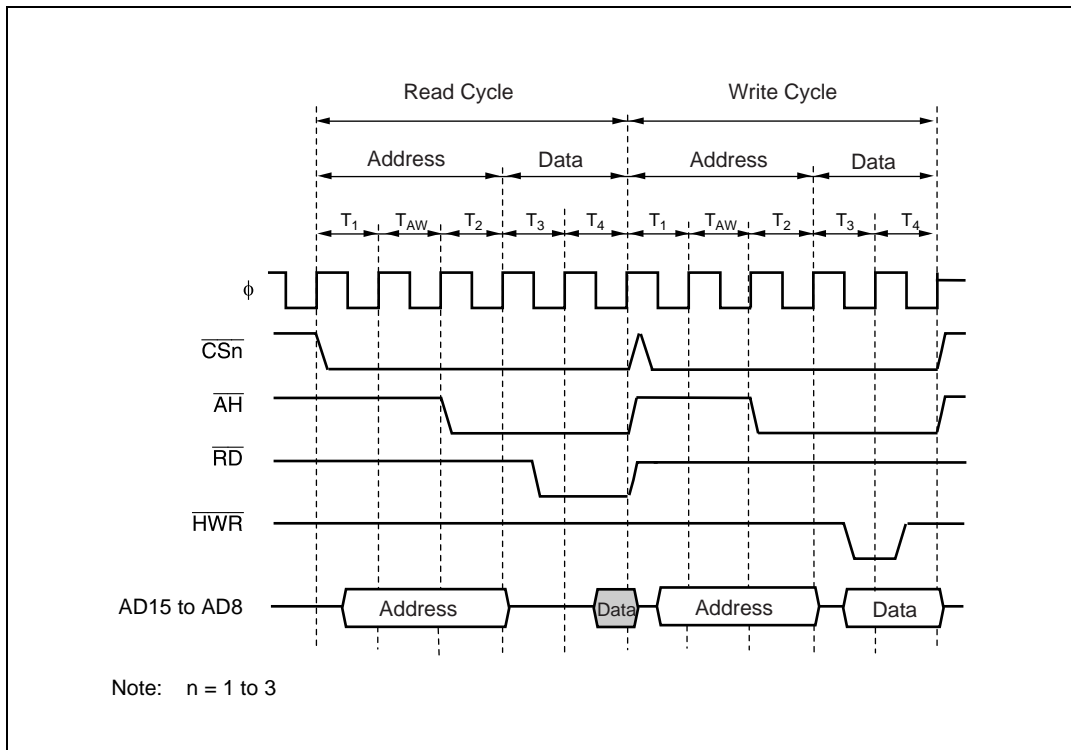 Read Cycle Write Cycle
Address Data Address Data
T1 TAW T2 T3 T4 T1 TAW T2 T3 T4
ϕ
CSn
AH
RD
HWR
AD15 to AD8 Address Data Address Data
Note: n = 1 to 3